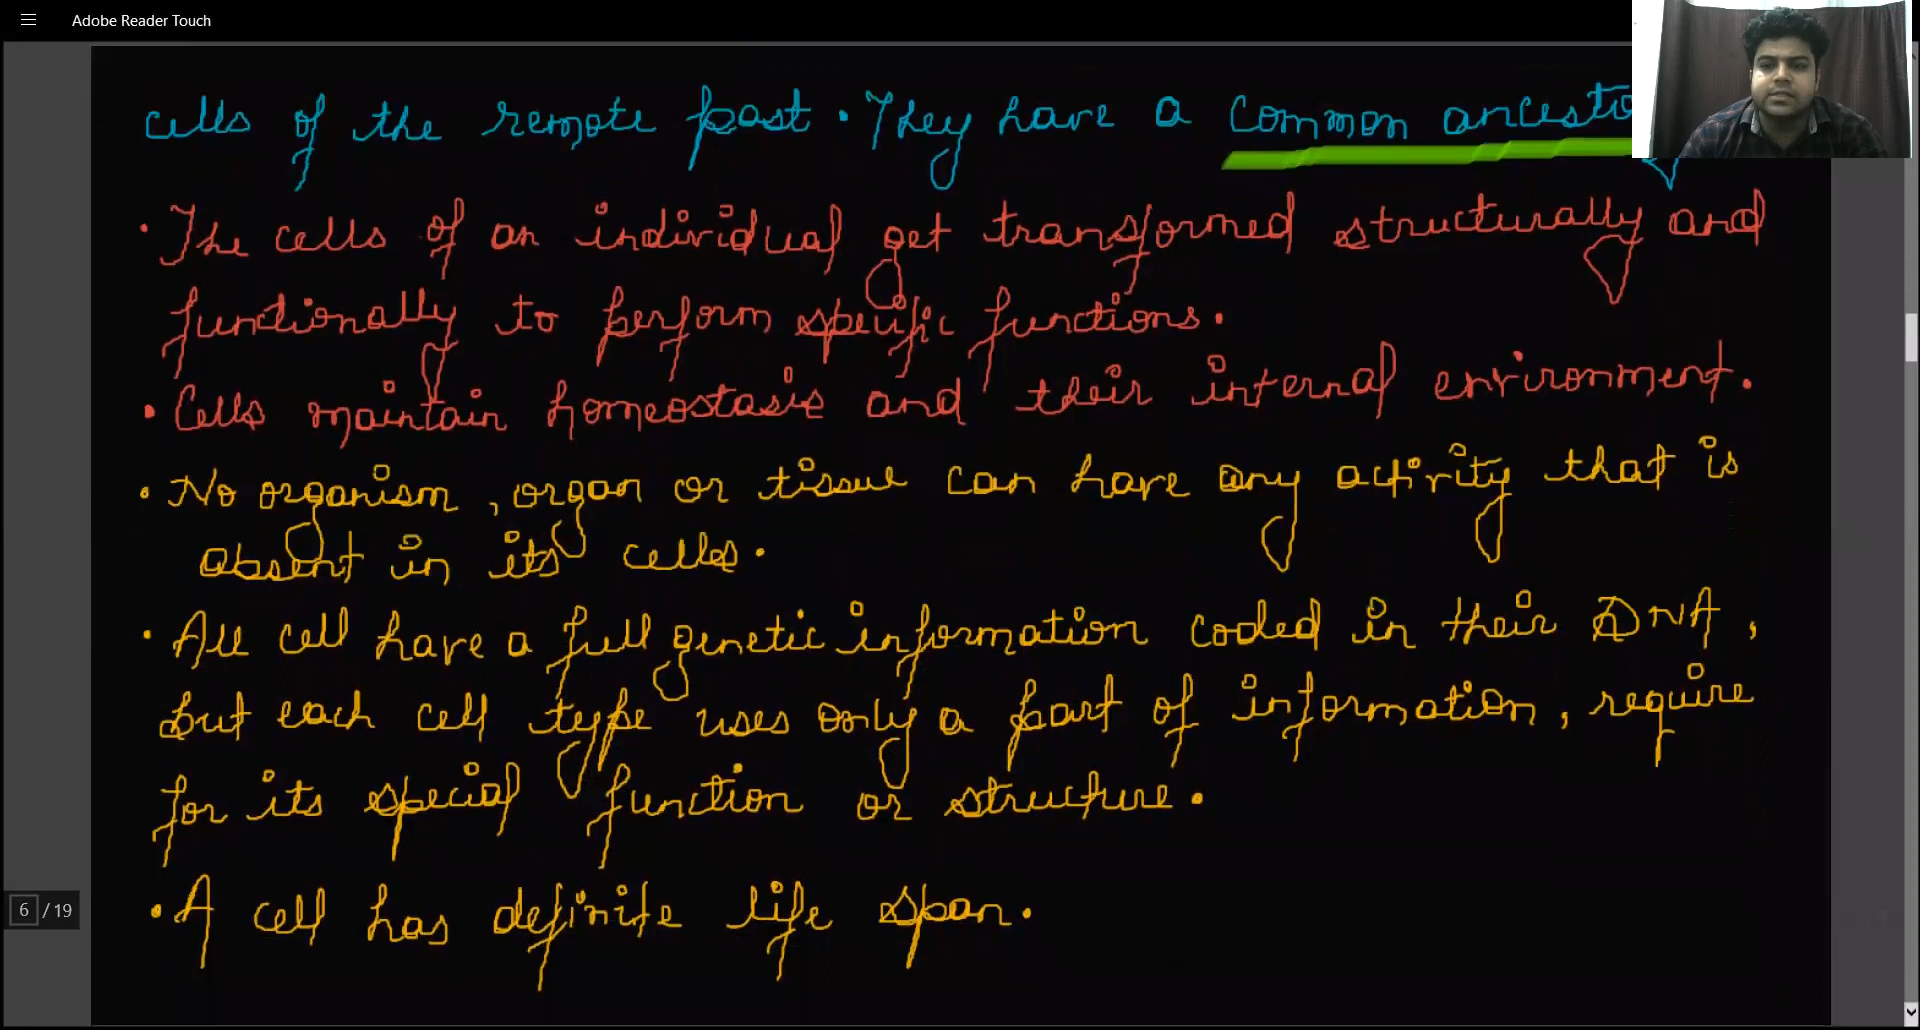 Adobe Reader Touch
cells of the remote past. They have a common ancesto
• The cells of an individual get transformed structurally and
functionally to perform specific functions.
• Cells maintain homeostasis and their internal environment.
• No organism, organ or tissue can have any activity that is
absent in its cells.
• All cell have a full genetic information coded in their DNA,
but each cell type uses only a part of information, require
for its special function or structure.
• A cell has definite life span.
6 / 19